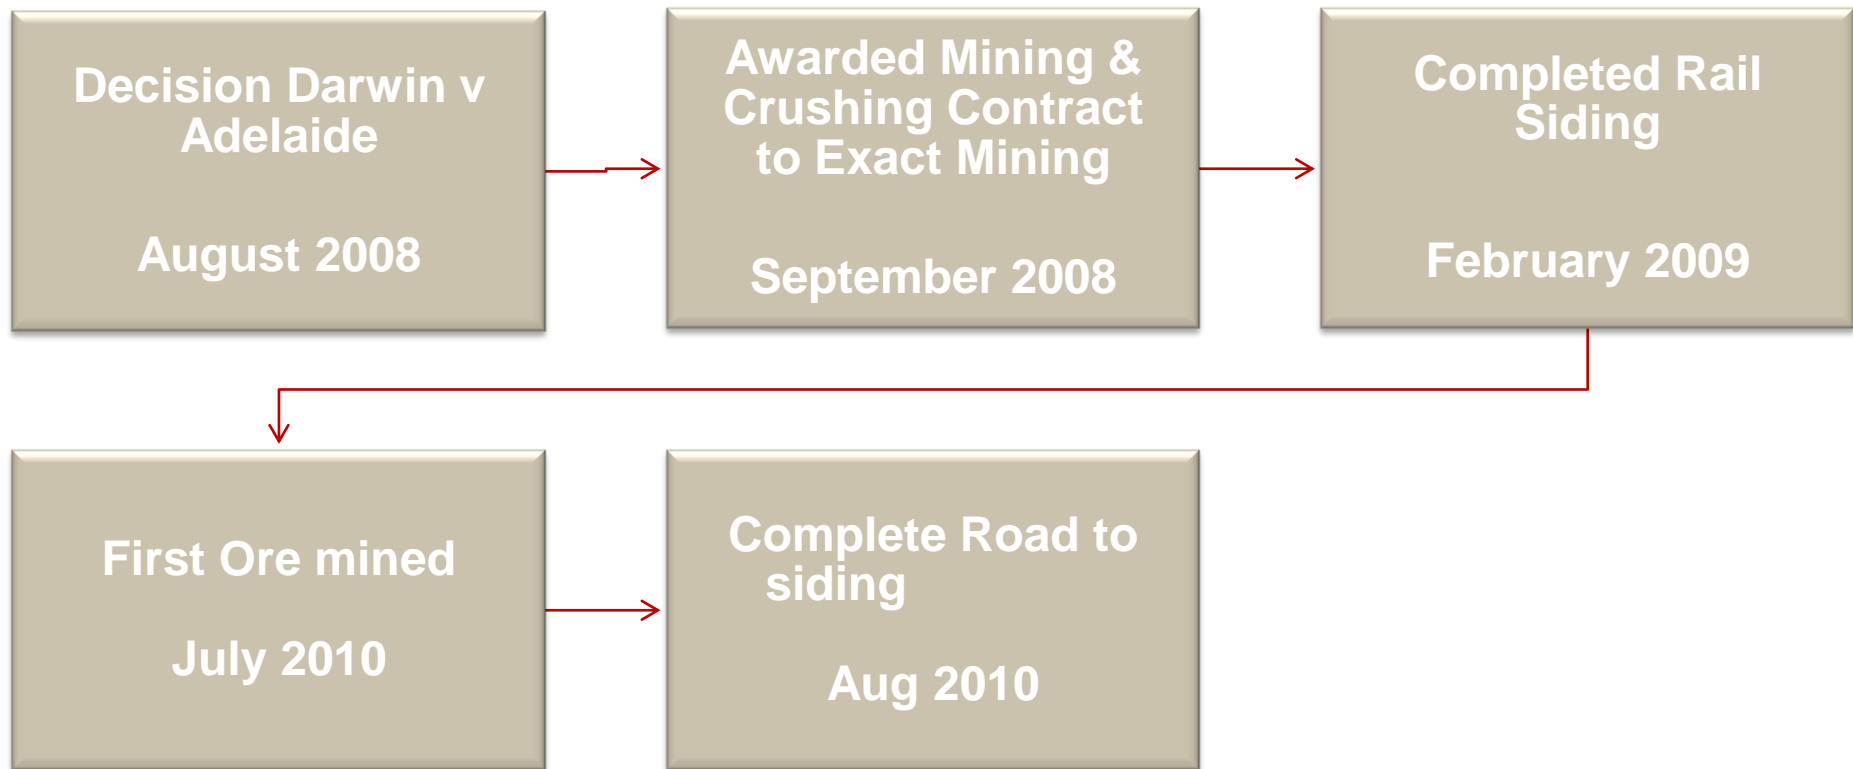 Decision Darwin v
Adelaide
August 2008
Awarded Mining &
Crushing Contract
to Exact Mining
September 2008
Completed Rail
Siding
February 2009
First Ore mined
July 2010
Complete Road to
siding
Aug 2010